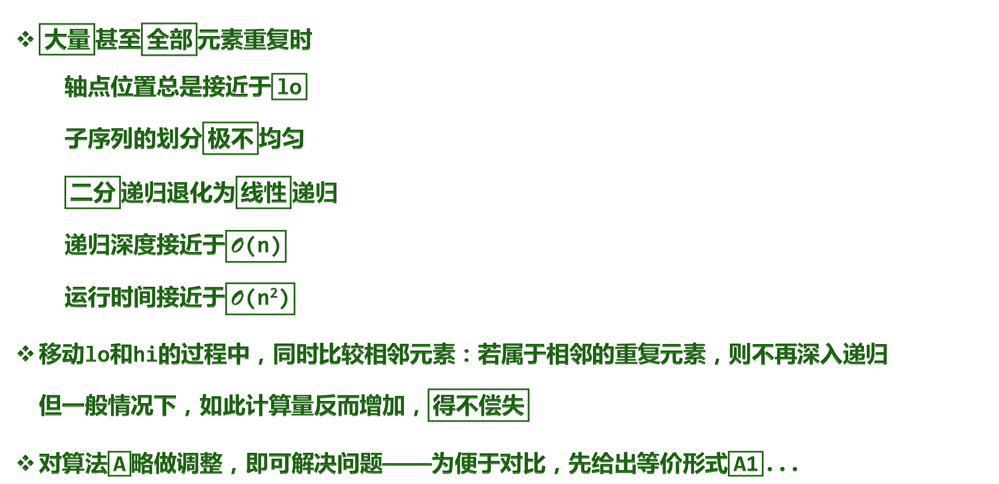 ❖ 大量甚至全部元素重复时
轴点位置总是接近于lo
子序列的划分极不均匀
二分递归退化为线性递归
递归深度接近于𝒪(n)
运行时间接近于𝒪(n²)
❖ 移动lo和hi的过程中，同时比较相邻元素：若属于相邻的重复元素，则不再深入递归
但一般情况下，如此计算量反而增加，得不偿失
❖ 对算法A略做调整，即可解决问题——为便于对比，先给出等价形式A1...